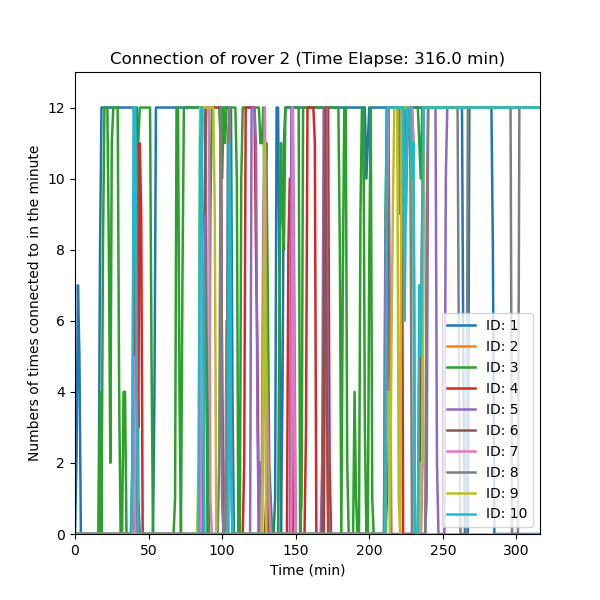 Connection of rover 2 (Time Elapse: 316.0 min)
Numbers of times connected to in the minute
12
10
8
6
4
2
0
0 50 100 150 200 250 300
Time (min)
ID: 1
ID: 2
ID: 3
ID: 4
ID: 5
ID: 6
ID: 7
ID: 8
ID: 9
ID: 10